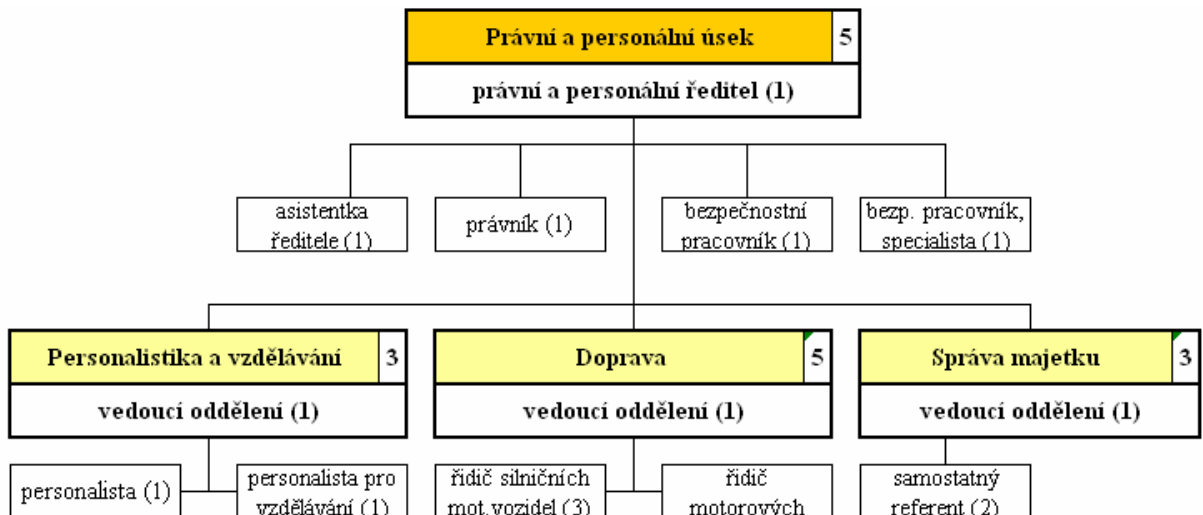 Právní a personální úsek 5
právní a personální ředitel (1)
asistentka
ředitele (1)
právník (1)
bezpečnostní
pracovník (1)
bezp. pracovník,
specialista (1)
Personalistika a vzdělávání 3
vedoucí oddělení (1)
Doprava 5
vedoucí oddělení (1)
Správa majetku 3
vedoucí oddělení (1)
personalista (1)
personalista pro
vzdělávání (1)
řidič silničních
mot.vozidel (3)
řidič
motorových
samostatný
referent (2)